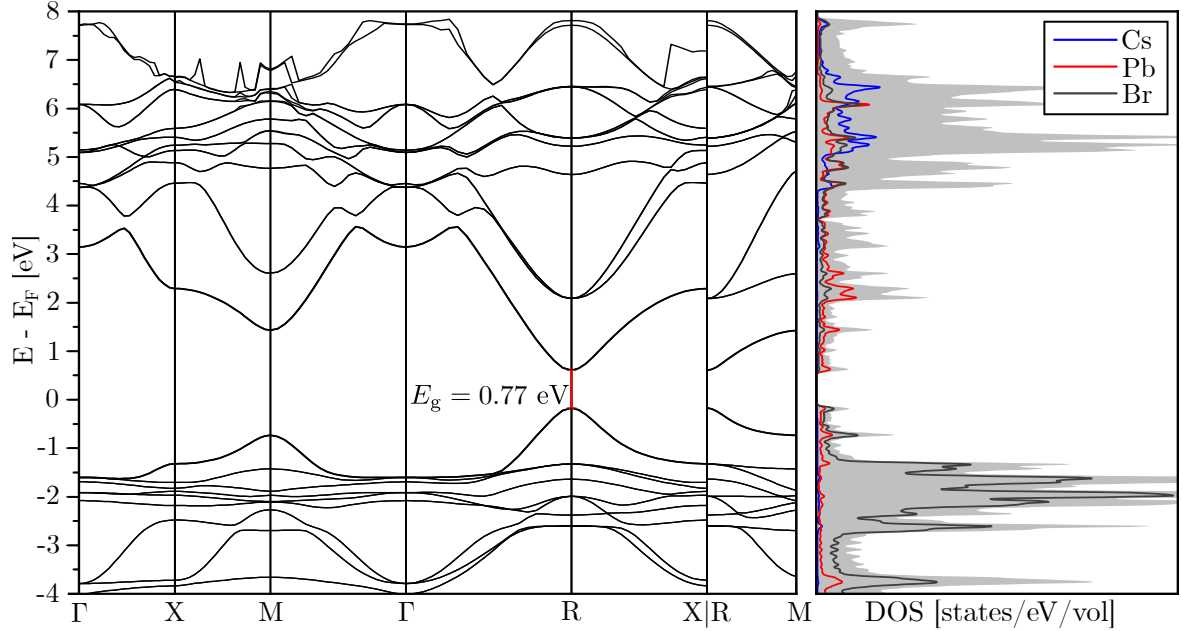 8
7
6
5
4
3
2
1
0
-1
-2
-3
-4
E - E_F [eV]
E_g = 0.77 eV
Γ X M Γ R X|R M
Cs
Pb
Br
DOS [states/eV/vol]